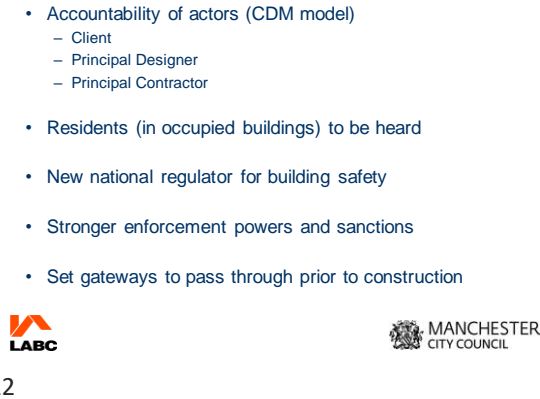 • Accountability of actors (CDM model)
– Client
– Principal Designer
– Principal Contractor
• Residents (in occupied buildings) to be heard
• New national regulator for building safety
• Stronger enforcement powers and sanctions
• Set gateways to pass through prior to construction
LABC
MANCHESTER
CITY COUNCIL
2